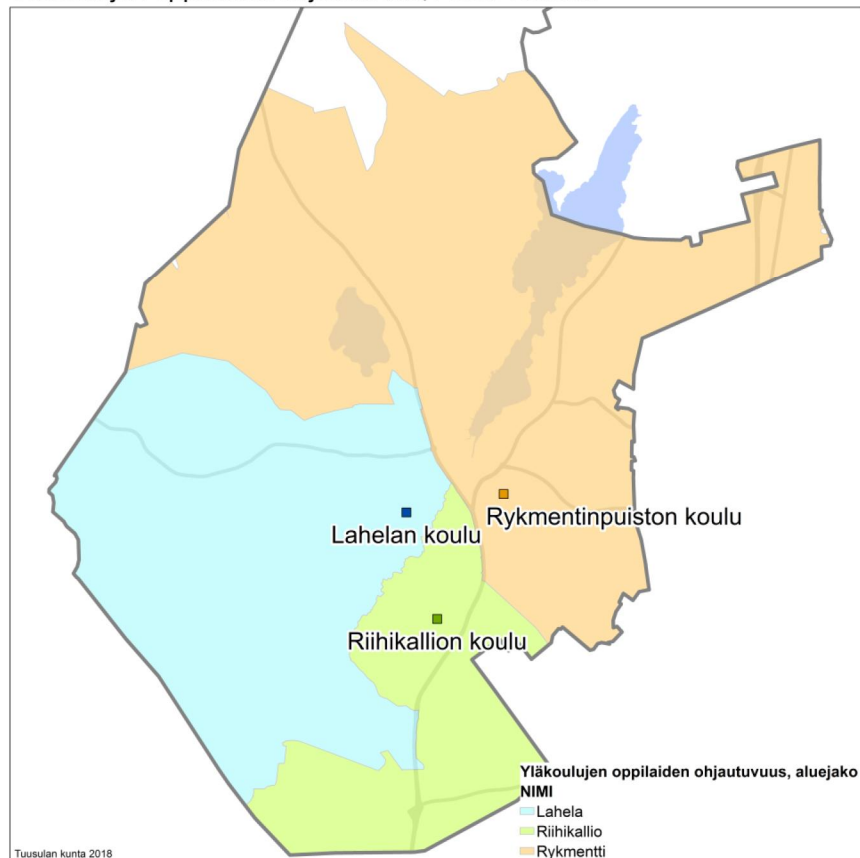 Rykmentinpuiston koulu
Lahelan koulu
Riihikallion koulu
Yläkoulujen oppilaiden ohjautuvuus, aluejako
NIMI
Lahela
Riihikallio
Rykmentti
Tuusulan kunta 2018